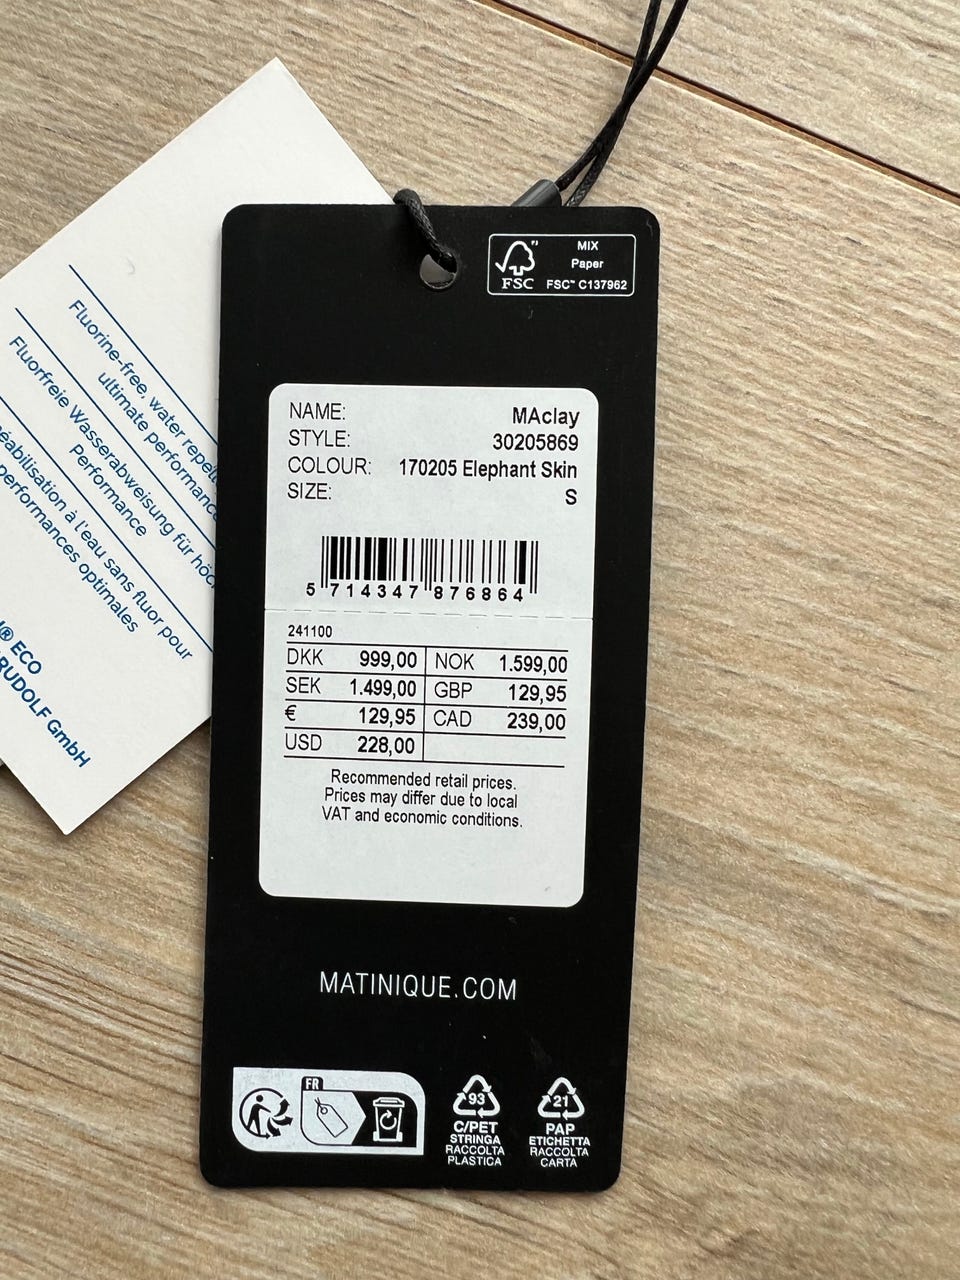 MIX
Paper
FSC™ C137962
FSC
NAME: MAclay
STYLE: 30205869
COLOUR: 170205 Elephant Skin
SIZE: S
5 714347 876864
241100
DKK 999,00 NOK 1.599,00
SEK 1.499,00 GBP 129,95
€ 129,95 CAD 239,00
USD 228,00
Recommended retail prices.
Prices may differ due to local
VAT and economic conditions.
MATINIQUE.COM
FR
93
C/PET
STRINGA
RACCOLTA
PLASTICA
21
PAP
ETICHETTA
RACCOLTA
CARTA
Fluorine-free, water
ultimate performance
Fluorfreie Wasserabweisung für
Performance
à l'eau sans fluor pour
performances optimales
® ECO
RUDOLF GmbH